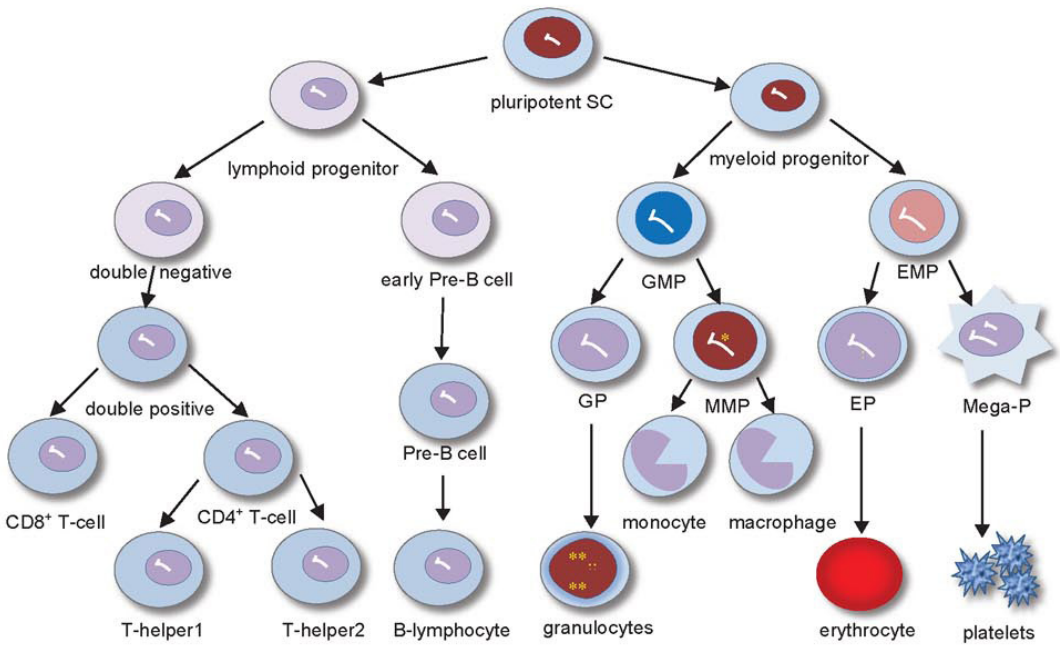 pluripotent SC
lymphoid progenitor
myeloid progenitor
double negative
early Pre-B cell
GMP
EMP
double positive
GP
MMP
EP
Mega-P
Pre-B cell
CD8⁺ T-cell
CD4⁺ T-cell
monocyte
macrophage
T-helper1
T-helper2
B-lymphocyte
granulocytes
erythrocyte
platelets